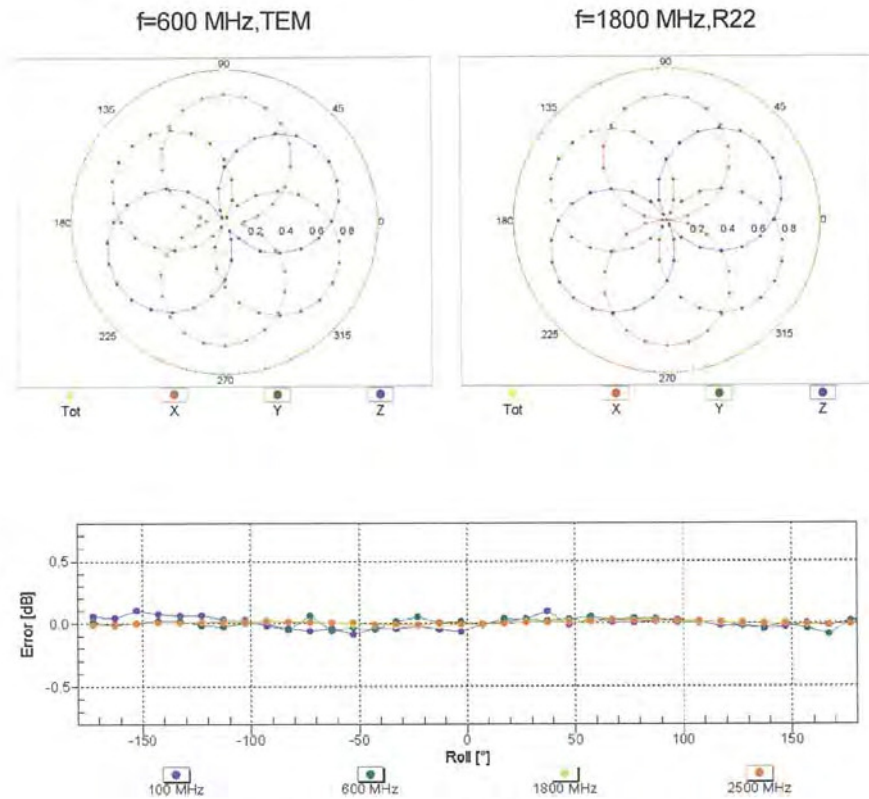 f=600 MHz,TEM
f=1800 MHz,R22
90
135
45
180
0
0.2 0.4 0.6 0.8
225
315
270
Tot X Y Z
90
135
45
180
0
0.2 0.4 0.6 0.8
225
315
270
Tot X Y Z
Error [dB]
0.5
0.0
-0.5
-150 -100 -50 0 50 100 150
Roll [°]
100 MHz 600 MHz 1800 MHz 2500 MHz